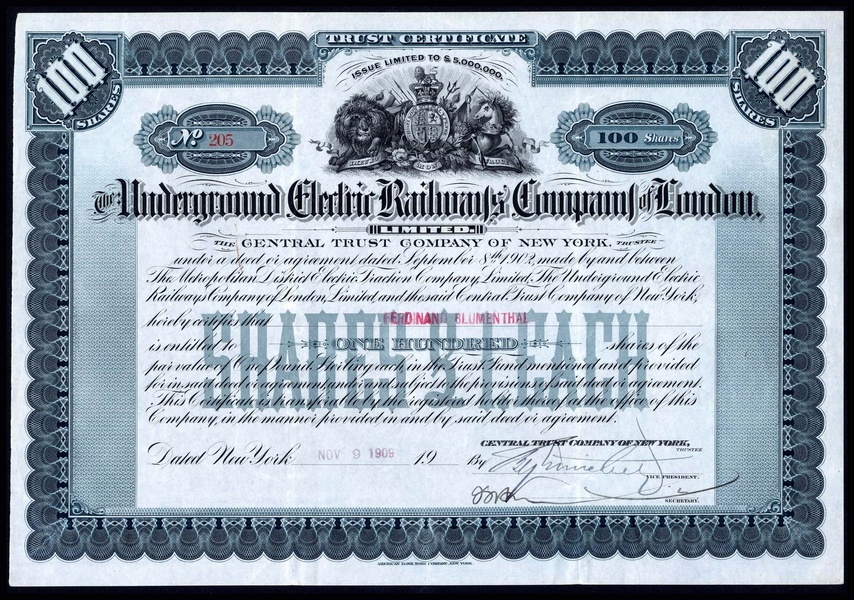 TRUST CERTIFICATE
ISSUE LIMITED TO $5,000,000.
100
SHARES
100
SHARES
No 205
100 Shares
The Underground Electric Railways Company of London,
LIMITED.
THE CENTRAL TRUST COMPANY OF NEW YORK, TRUSTEE
under a deed or agreement dated September 8th, 1902, made by and between
The Metropolitan District Electric Traction Company, Limited, The Underground Electric
Railways Company of London, Limited, and the said Central Trust Company of New York,
hereby certifies that FERDINAND BLUMENTHAL
is entitled to ONE HUNDRED shares of the
par value of One Pound Sterling each in the Trust Fund mentioned and provided
for in said deed or agreement, under and subject to the provisions of said deed or agreement.
This Certificate is transferable by the registered holder hereof at the office of this
Company, in the manner provided in and by said deed or agreement.
SHARES £1 EACH
CENTRAL TRUST COMPANY OF NEW YORK,
TRUSTEE
Dated New York NOV 9 1909 19 By
VICE PRESIDENT.
SECRETARY.
AMERICAN BANK NOTE COMPANY, NEW YORK.